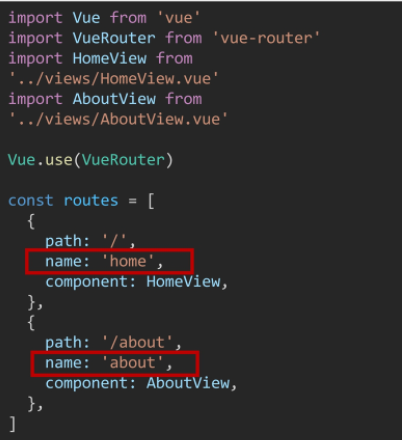 import Vue from 'vue'
import VueRouter from 'vue-router'
import HomeView from
'../views/HomeView.vue'
import AboutView from
'../views/AboutView.vue'
Vue.use(VueRouter)
const routes = [
{
path: '/',
name: 'home',
component: HomeView,
},
{
path: '/about',
name: 'about',
component: AboutView,
},
]